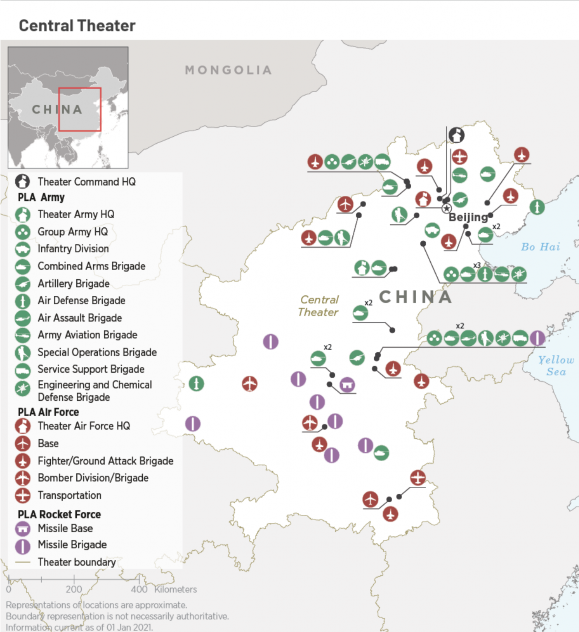 Central Theater
MONGOLIA
CHINA
Theater Command HQ
PLA Army
Theater Army HQ
Group Army HQ
Infantry Division
Combined Arms Brigade
Artillery Brigade
Air Defense Brigade
Air Assault Brigade
Army Aviation Brigade
Special Operations Brigade
Service Support Brigade
Engineering and Chemical
Defense Brigade
PLA Air Force
Theater Air Force HQ
Base
Fighter/Ground Attack Brigade
Bomber Division/Brigade
Transportation
PLA Rocket Force
Missile Base
Missile Brigade
Theater boundary
Beijing
x2
Bo Hai
x3
Central
Theater
CHINA
x2
x2
Yellow
Sea
x2
0 200 400 Kilometers
Representations of locations are approximate.
Boundary representation is not necessarily authoritative.
Information current as of 01 Jan 2021.